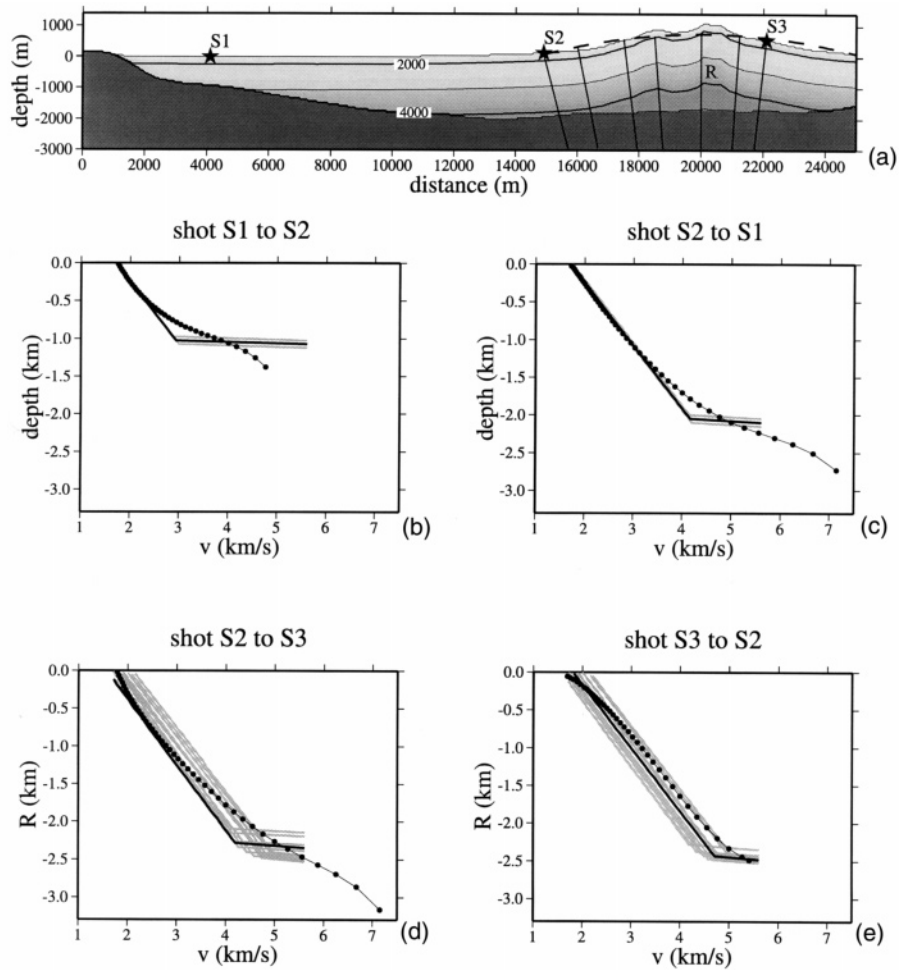 1000
0
-1000
-2000
-3000
depth (m)
S1
S2
S3
2000
4000
R
0 2000 4000 6000 8000 10000 12000 14000 16000 18000 20000 22000 24000
distance (m)
(a)
shot S1 to S2
0.0
-0.5
-1.0
-1.5
-2.0
-2.5
-3.0
depth (km)
1 2 3 4 5 6 7
v (km/s)
(b)
shot S2 to S1
0.0
-0.5
-1.0
-1.5
-2.0
-2.5
-3.0
depth (km)
1 2 3 4 5 6 7
v (km/s)
(c)
shot S2 to S3
0.0
-0.5
-1.0
-1.5
-2.0
-2.5
-3.0
R (km)
1 2 3 4 5 6 7
v (km/s)
(d)
shot S3 to S2
0.0
-0.5
-1.0
-1.5
-2.0
-2.5
-3.0
R (km)
1 2 3 4 5 6 7
v (km/s)
(e)